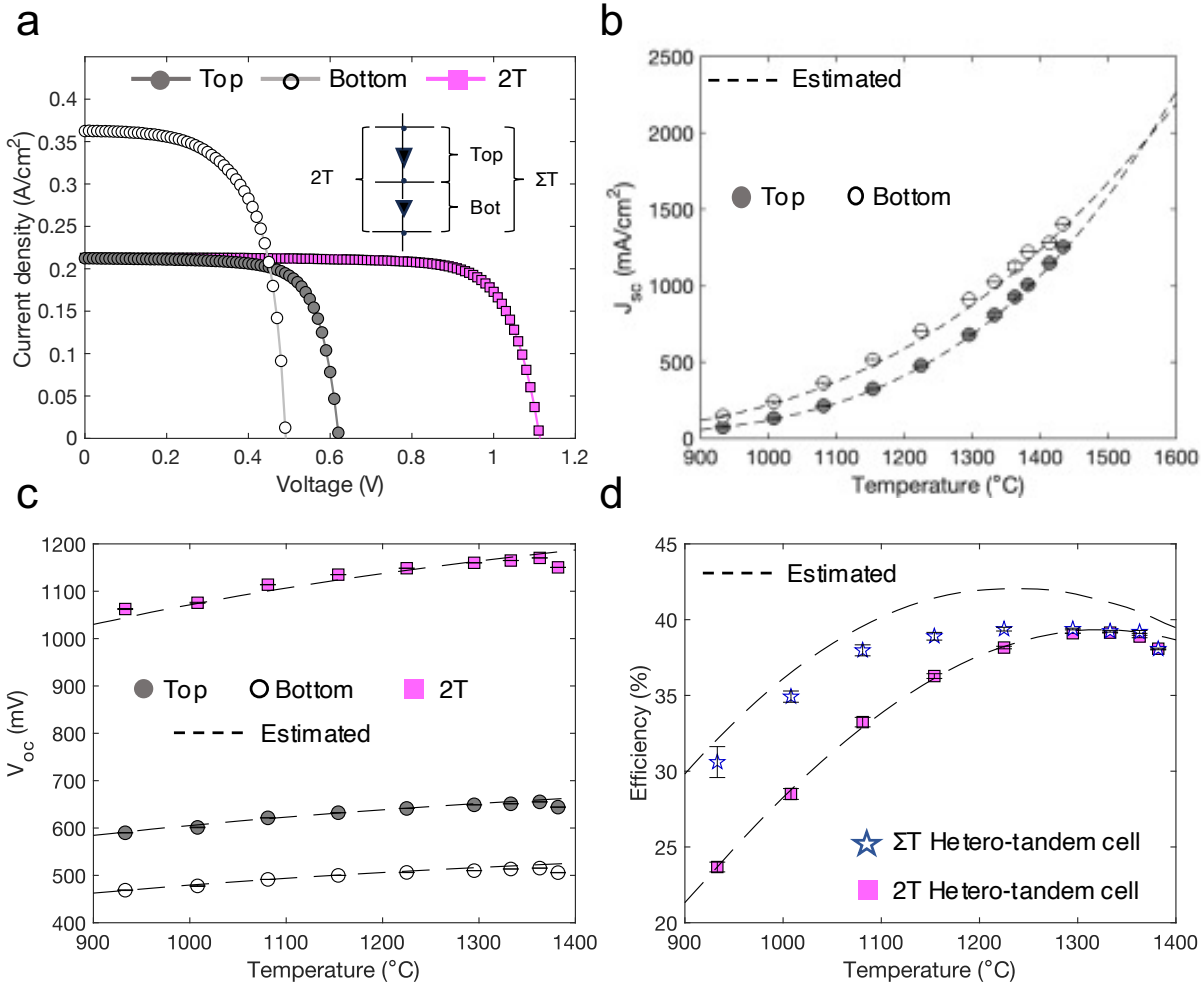 a
Top Bottom 2T
0.4
0.35
0.3
0.25
0.2
0.15
0.1
0.05
0
Current density (A/cm²)
2T
Top
Bot
ΣT
0 0.2 0.4 0.6 0.8 1.0 1.2
Voltage (V)
b
Estimated
Top Bottom
2500
2000
1500
1000
500
0
Jsc (mA/cm²)
900 1000 1100 1200 1300 1400 1500 1600
Temperature (°C)
c
1200
1100
1000
900
800
700
600
500
400
Voc (mV)
Top Bottom 2T
Estimated
900 1000 1100 1200 1300 1400
Temperature (°C)
d
Estimated
45
40
35
30
25
20
Efficiency (%)
ΣT Hetero-tandem cell
2T Hetero-tandem cell
900 1000 1100 1200 1300 1400
Temperature (°C)